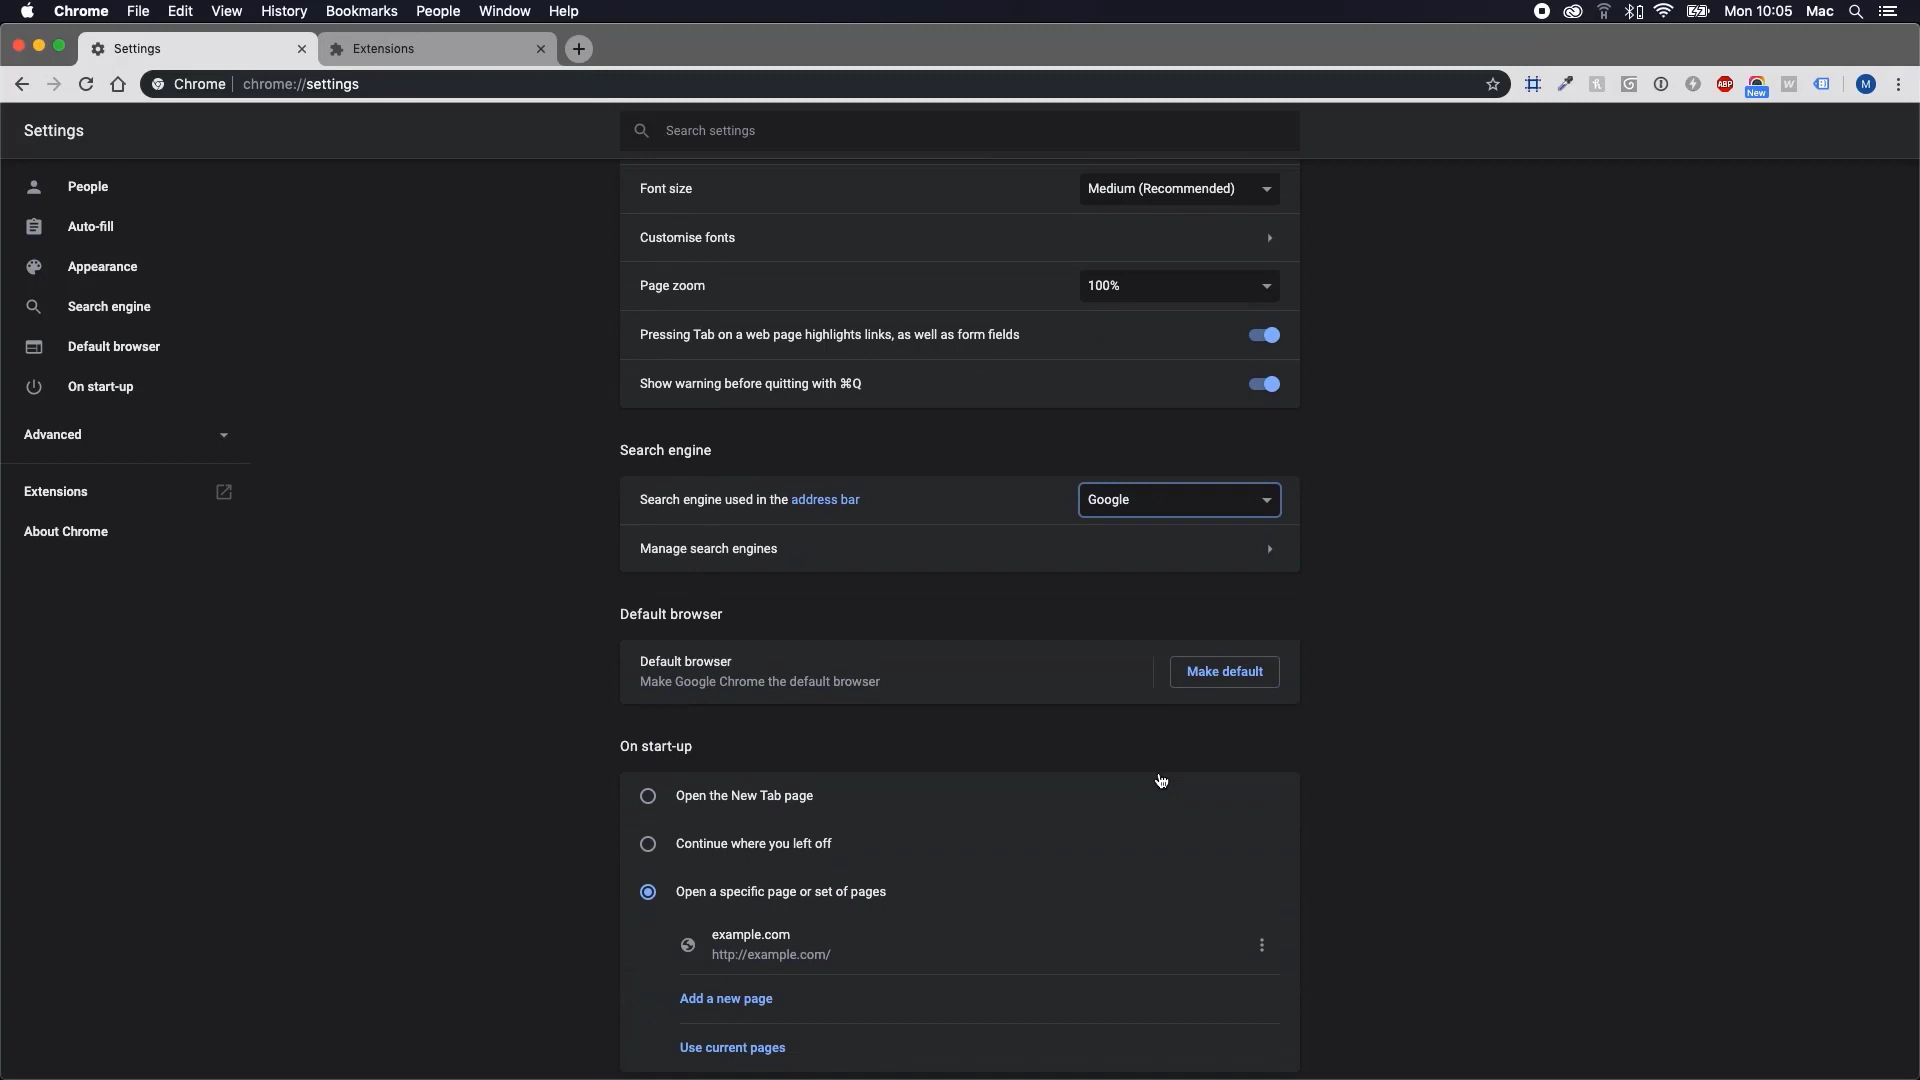 Chrome File Edit View History Bookmarks People Window Help Mon 10:05 Mac
Settings Extensions
Chrome chrome://settings ABP New W M
Settings Search settings
People
Auto-fill
Appearance
Search engine
Default browser
On start-up
Advanced
Extensions
About Chrome
Font size Medium (Recommended)
Customise fonts
Page zoom 100%
Pressing Tab on a web page highlights links, as well as form fields
Show warning before quitting with ⌘Q
Search engine
Search engine used in the address bar Google
Manage search engines
Default browser
Default browser
Make Google Chrome the default browser
Make default
On start-up
Open the New Tab page
Continue where you left off
Open a specific page or set of pages
example.com
http://example.com/
Add a new page
Use current pages